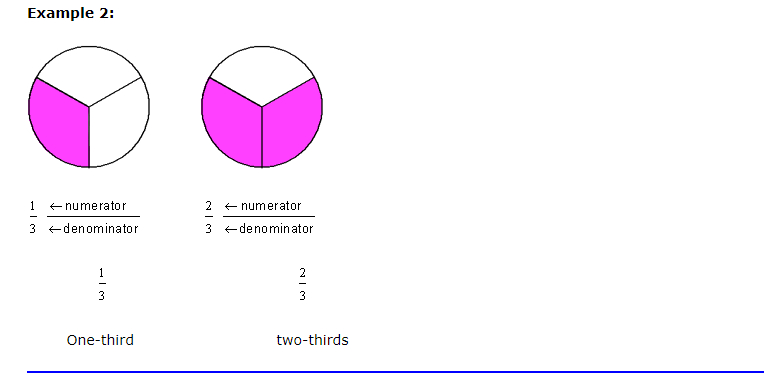 Example 2:
1 ←numerator 2 ←numerator
3 ←denominator 3 ←denominator
1 2
3 3
One-third two-thirds